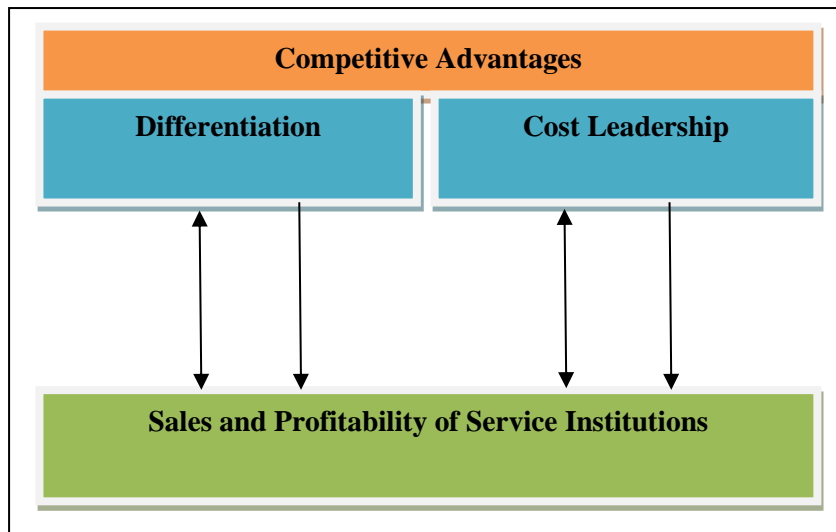 Competitive Advantages
Differentiation
Cost Leadership
Sales and Profitability of Service Institutions